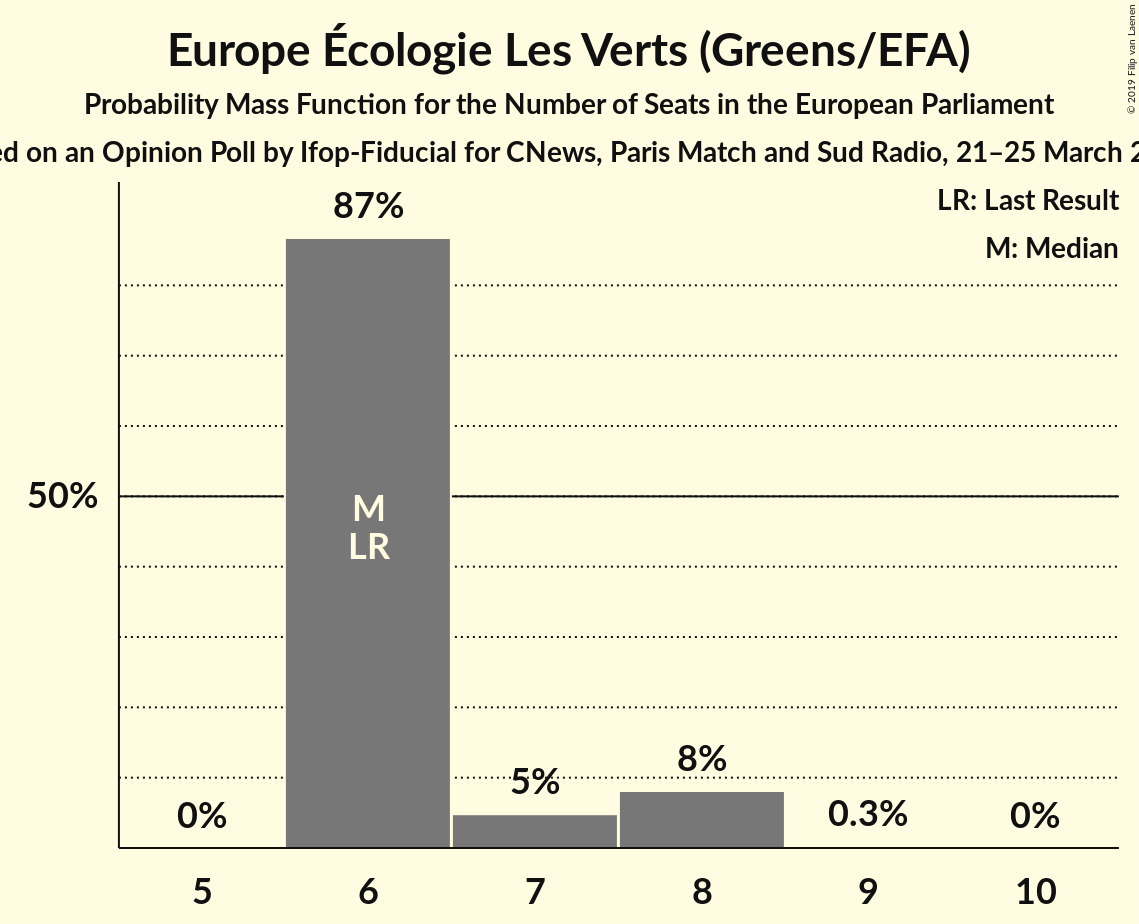 Europe Écologie Les Verts (Greens/EFA)
Probability Mass Function for the Number of Seats in the European Parliament
on an Opinion Poll by Ifop-Fiducial for CNews, Paris Match and Sud Radio, 21–25 March
© 2019 Filip van Laenen
LR: Last Result
M: Median
87%
50%
M
LR
0%
5%
8%
0.3%
0%
5 6 7 8 9 10